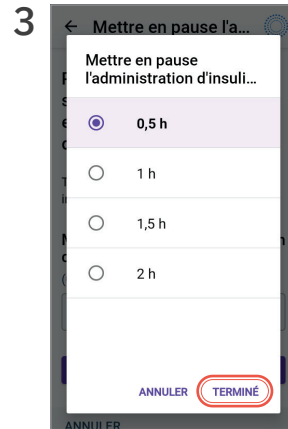 3
← Mettre en pause l'a...
Mettre en pause
l'administration d'insuli...
0,5 h
1 h
1,5 h
2 h
ANNULER TERMINÉ
ANNULER